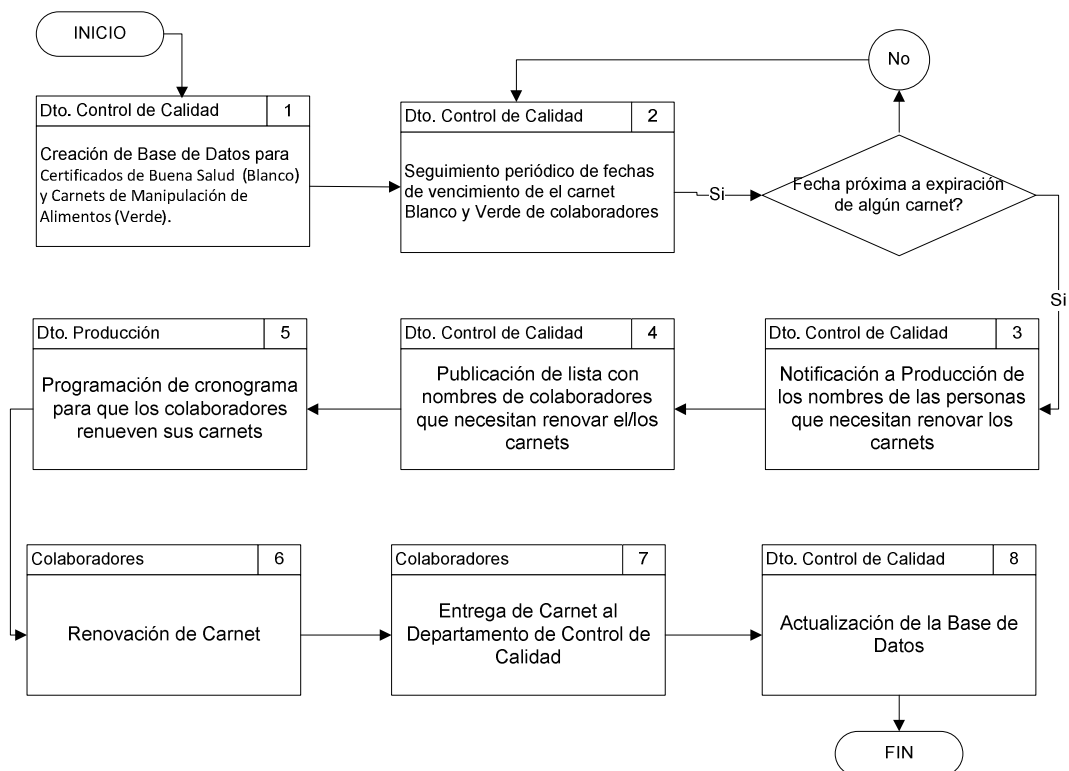 INICIO
Dto. Control de Calidad 1
Creación de Base de Datos para
Certificados de Buena Salud (Blanco)
y Carnets de Manipulación de
Alimentos (Verde).
Dto. Control de Calidad 2
Seguimiento periódico de fechas
de vencimiento de el carnet
Blanco y Verde de colaboradores
Si
No
Fecha próxima a expiración
de algún carnet?
Si
Dto. Control de Calidad 3
Notificación a Producción de
los nombres de las personas
que necesitan renovar los
carnets
Dto. Control de Calidad 4
Publicación de lista con
nombres de colaboradores
que necesitan renovar el/los
carnets
Dto. Producción 5
Programación de cronograma
para que los colaboradores
renueven sus carnets
Colaboradores 6
Renovación de Carnet
Colaboradores 7
Entrega de Carnet al
Departamento de Control de
Calidad
Dto. Control de Calidad 8
Actualización de la Base de
Datos
FIN